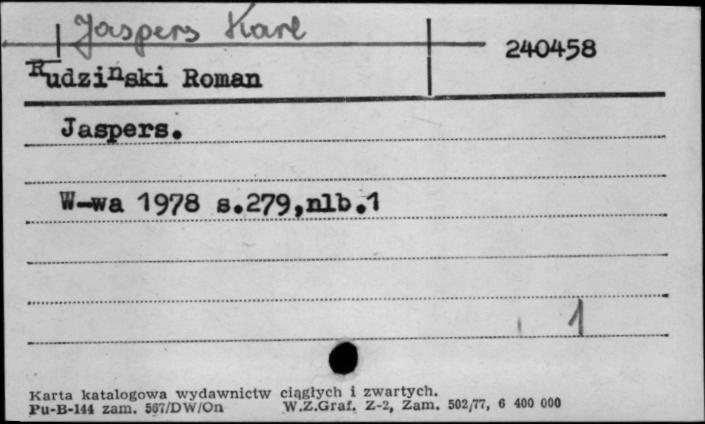 Jaspers Karl
240458
Rudzinski Roman
Jaspers.
W-wa 1978 s.279,nlb.1
1
Karta katalogowa wydawnictw ciągłych i zwartych.
Pu-B-144 zam. 567/DW/On W.Z.Graf. Z-2, Zam. 502/77, 6 400 000